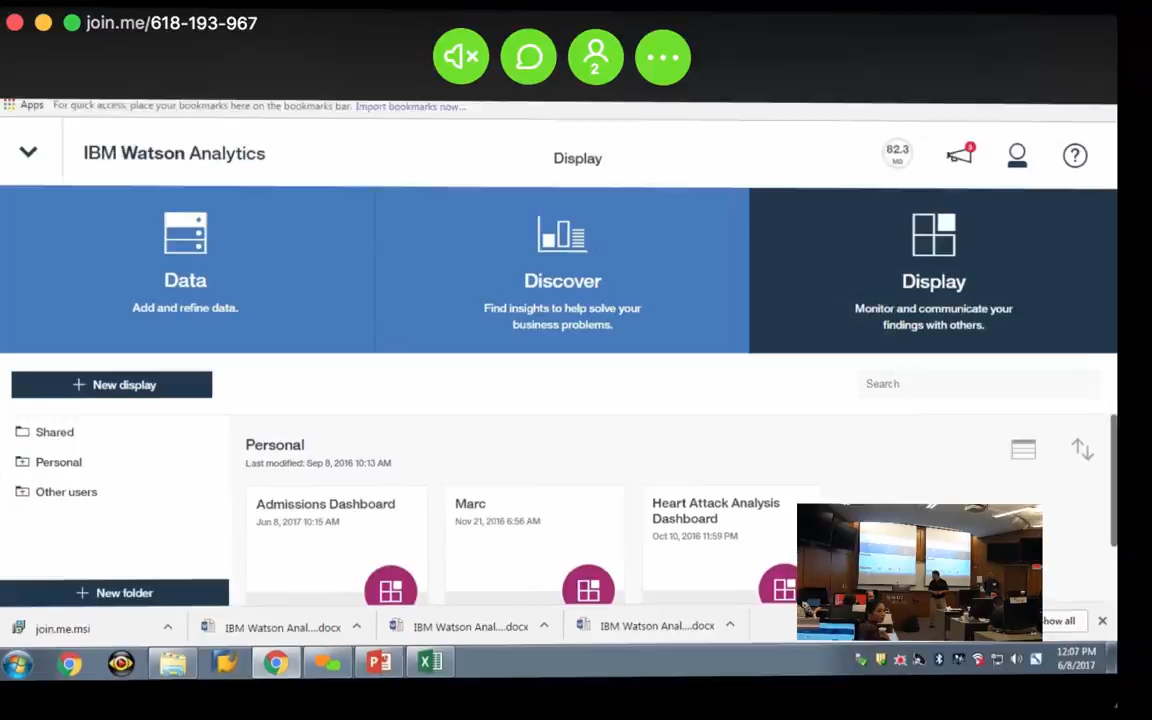 join.me/618-193-967
2
Apps For quick access, place your bookmarks here on the bookmarks bar. Import bookmarks now...
IBM Watson Analytics
Display
82.3
MB
3
?
Data
Add and refine data.
Discover
Find insights to help solve your
business problems.
Display
Monitor and communicate your
findings with others.
+ New display
Search
Shared
Personal
Other users
Personal
Last modified: Sep 8, 2016 10:13 AM
Admissions Dashboard
Jun 8, 2017 10:15 AM
Marc
Nov 21, 2016 6:56 AM
Heart Attack Analysis
Dashboard
Oct 10, 2016 11:59 PM
+ New folder
join.me.msi
IBM Watson Anal....docx
IBM Watson Anal....docx
IBM Watson Anal....docx
how all
12:07 PM
6/8/2017